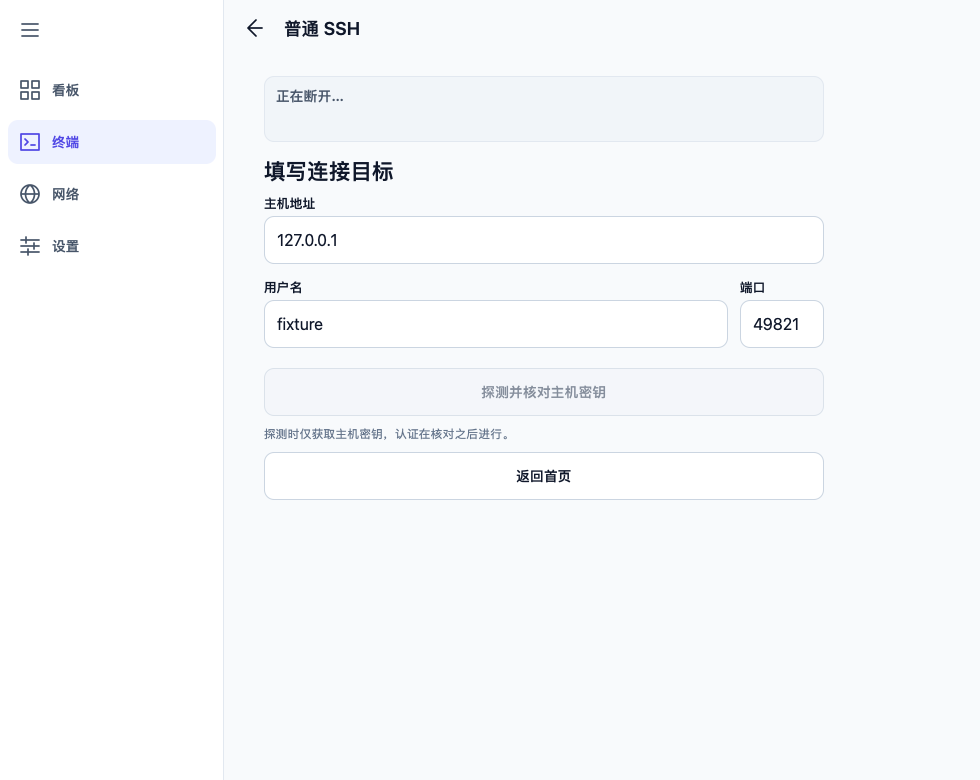 普通 SSH
看板
终端
网络
设置
正在断开...
填写连接目标
主机地址
127.0.0.1
用户名
端口
fixture
49821
探测并核对主机密钥
探测时仅获取主机密钥，认证在核对之后进行。
返回首页